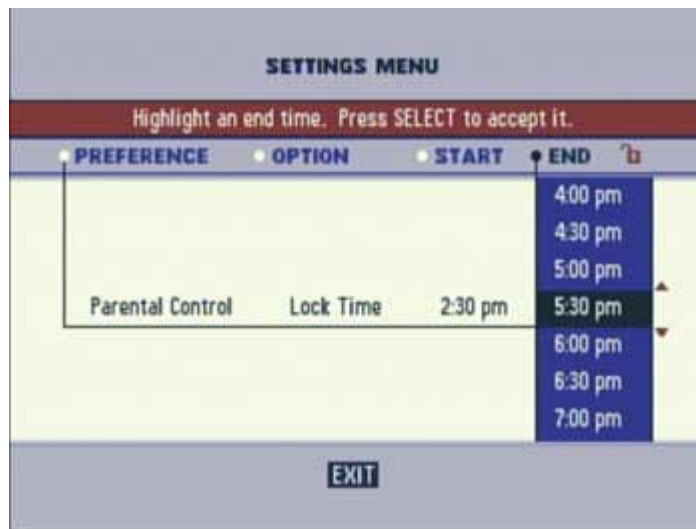 SETTINGS MENU
Highlight an end time. Press SELECT to accept it.
PREFERENCE OPTION START END
4:00 pm
4:30 pm
5:00 pm
Parental Control Lock Time 2:30 pm 5:30 pm
6:00 pm
6:30 pm
7:00 pm
EXIT